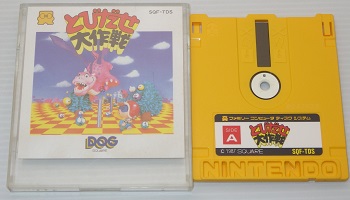 とびだせ
大作戦
SQF-TDS
DOG
SIDE
A
ファミリー コンピュータ ディスク システム
とびだせ
大作戦
© 1987 SQUARE
SQF-TDS
NINTENDO